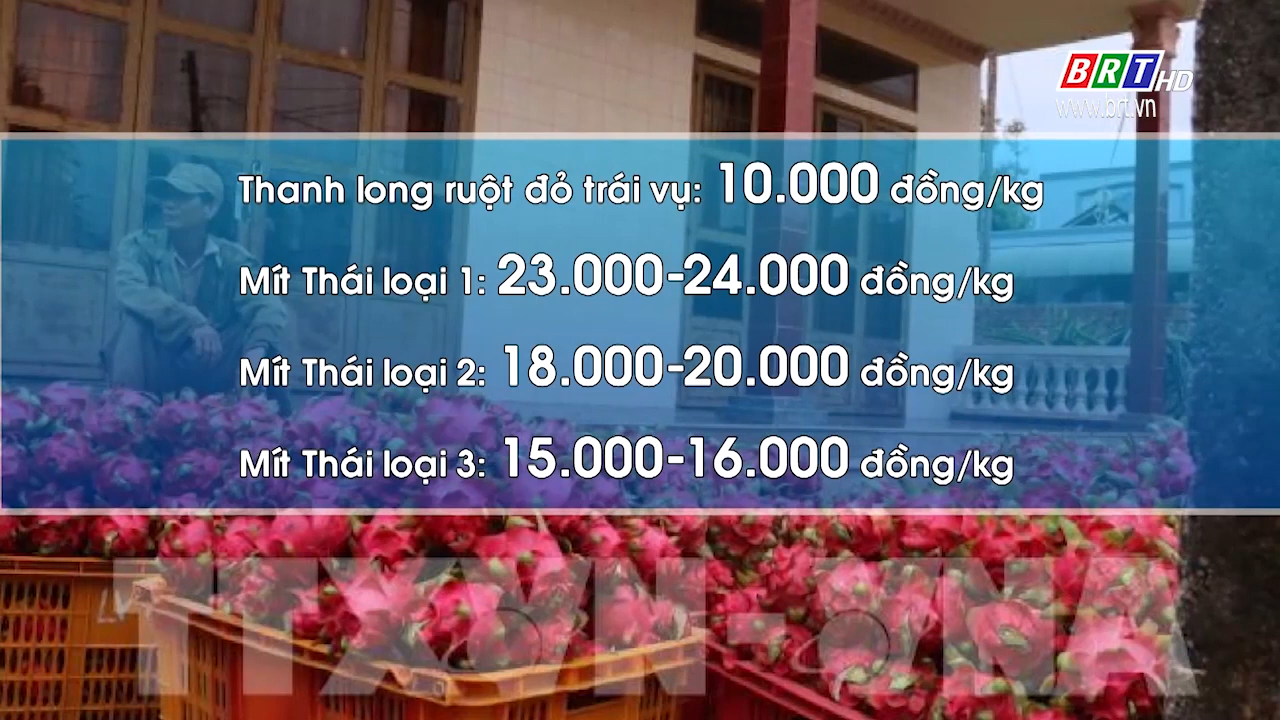 BRT HD
www.brt.vn
Thanh long ruột đỏ trái vụ: 10.000 đồng/kg
Mít Thái loại 1: 23.000-24.000 đồng/kg
Mít Thái loại 2: 18.000-20.000 đồng/kg
Mít Thái loại 3: 15.000-16.000 đồng/kg
TTXVN-VNA